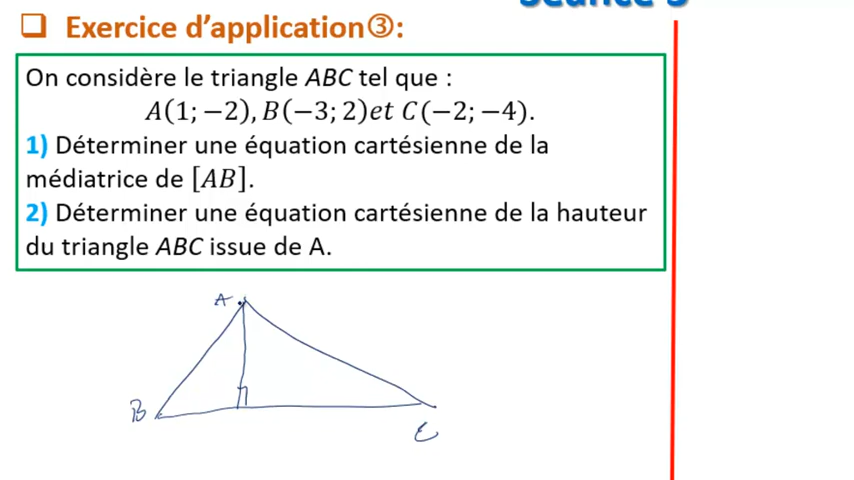 Séance 3
❑ Exercice d'application③:
On considère le triangle ABC tel que :
A(1; −2), B(−3; 2)et C(−2; −4).
1) Déterminer une équation cartésienne de la
médiatrice de [AB].
2) Déterminer une équation cartésienne de la hauteur
du triangle ABC issue de A.
A
B
C